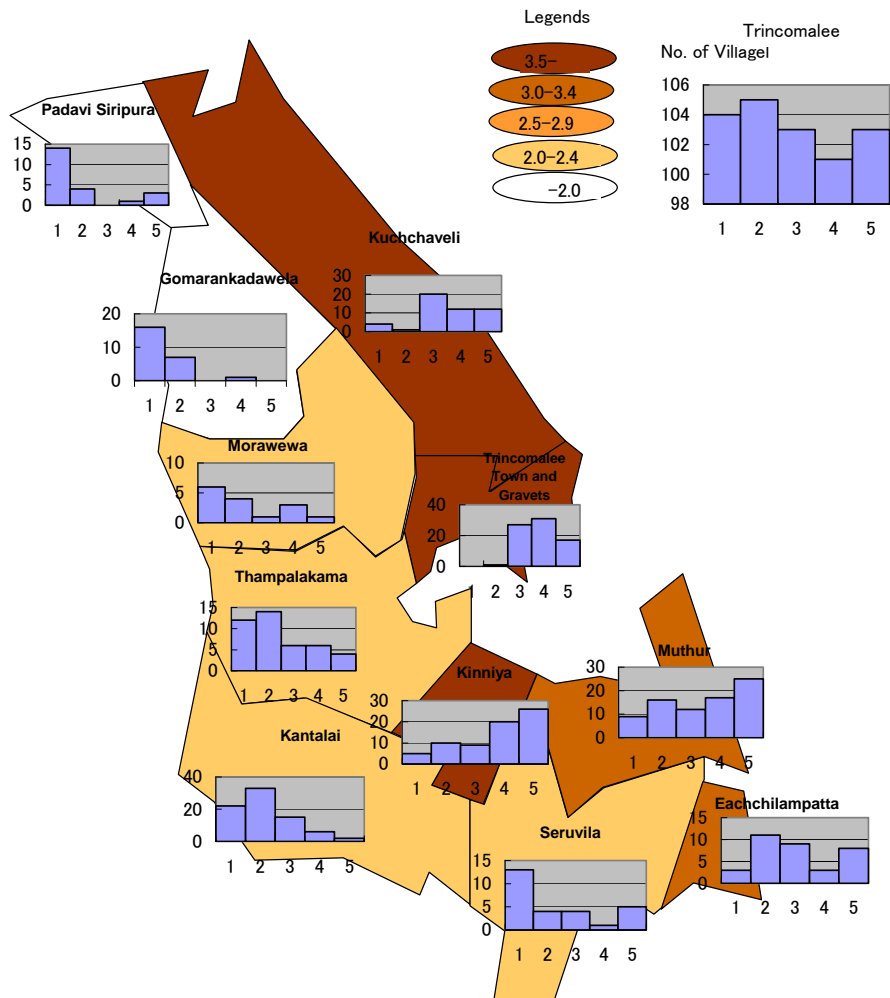 Legends
3.5-
3.0-3.4
2.5-2.9
2.0-2.4
-2.0
Trincomalee
No. of Villagel
106
104
102
100
98
1 2 3 4 5
Padavi Siripura
15
10
5
0
1 2 3 4 5
Kuchchaveli
30
20
10
0
1 2 3 4 5
Gomarankadawela
20
10
0
1 2 3 4 5
Morawewa
10
5
0
1 2 3 4 5
Trincomalee
Town and
Gravets
40
20
0
1 2 3 4 5
Thampalakama
15
10
5
0
1 2 3 4 5
Kinniya
30
20
10
0
1 2 3 4 5
Muthur
30
20
10
0
1 2 3 4 5
Kantalai
40
20
0
1 2 3 4 5
Seruvila
15
10
5
0
1 2 3 4 5
Eachchilampatta
15
10
5
0
1 2 3 4 5